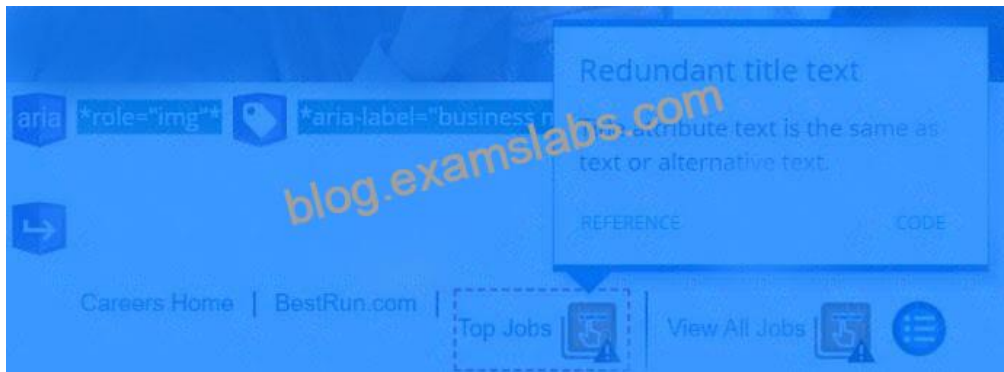 Redundant title text
aria *role="img"* *aria-label="business m
Title attribute text is the same as
text or alternative text.
blog.examslabs.com
REFERENCE CODE
Careers Home | BestRun.com | Top Jobs | View All Jobs